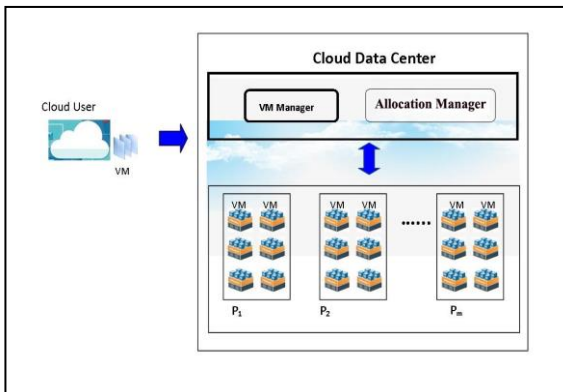 Cloud Data Center
VM Manager
Allocation Manager
Cloud User
VM
VM VM
VM VM
......
VM VM
P₁
P₂
Pₘ